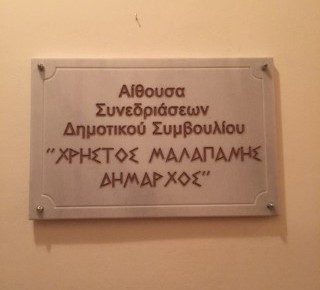 Αίθουσα
Συνεδριάσεων
Δημοτικού Συμβουλίου
"ΧΡΗΣΤΟΣ ΜΑΛΑΠΑΝΗΣ
ΔΗΜΑΡΧΟΣ"